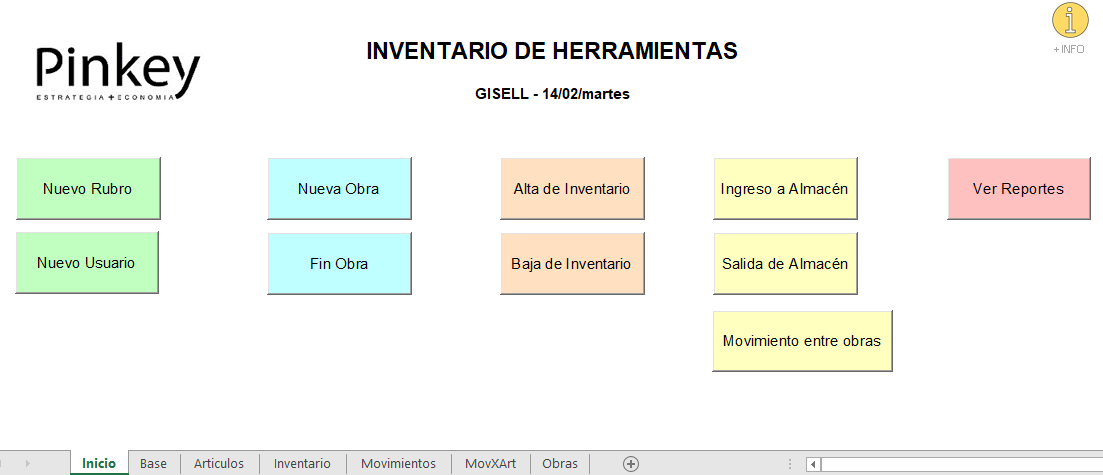 i
+INFO
Pinkey
ESTRATEGIA+ECONOMIA
INVENTARIO DE HERRAMIENTAS
GISELL - 14/02/martes
Nuevo Rubro
Nueva Obra
Alta de Inventario
Ingreso a Almacén
Ver Reportes
Nuevo Usuario
Fin Obra
Baja de Inventario
Salida de Almacén
Movimiento entre obras
Inicio
Base
Articulos
Inventario
Movimientos
MovXArt
Obras